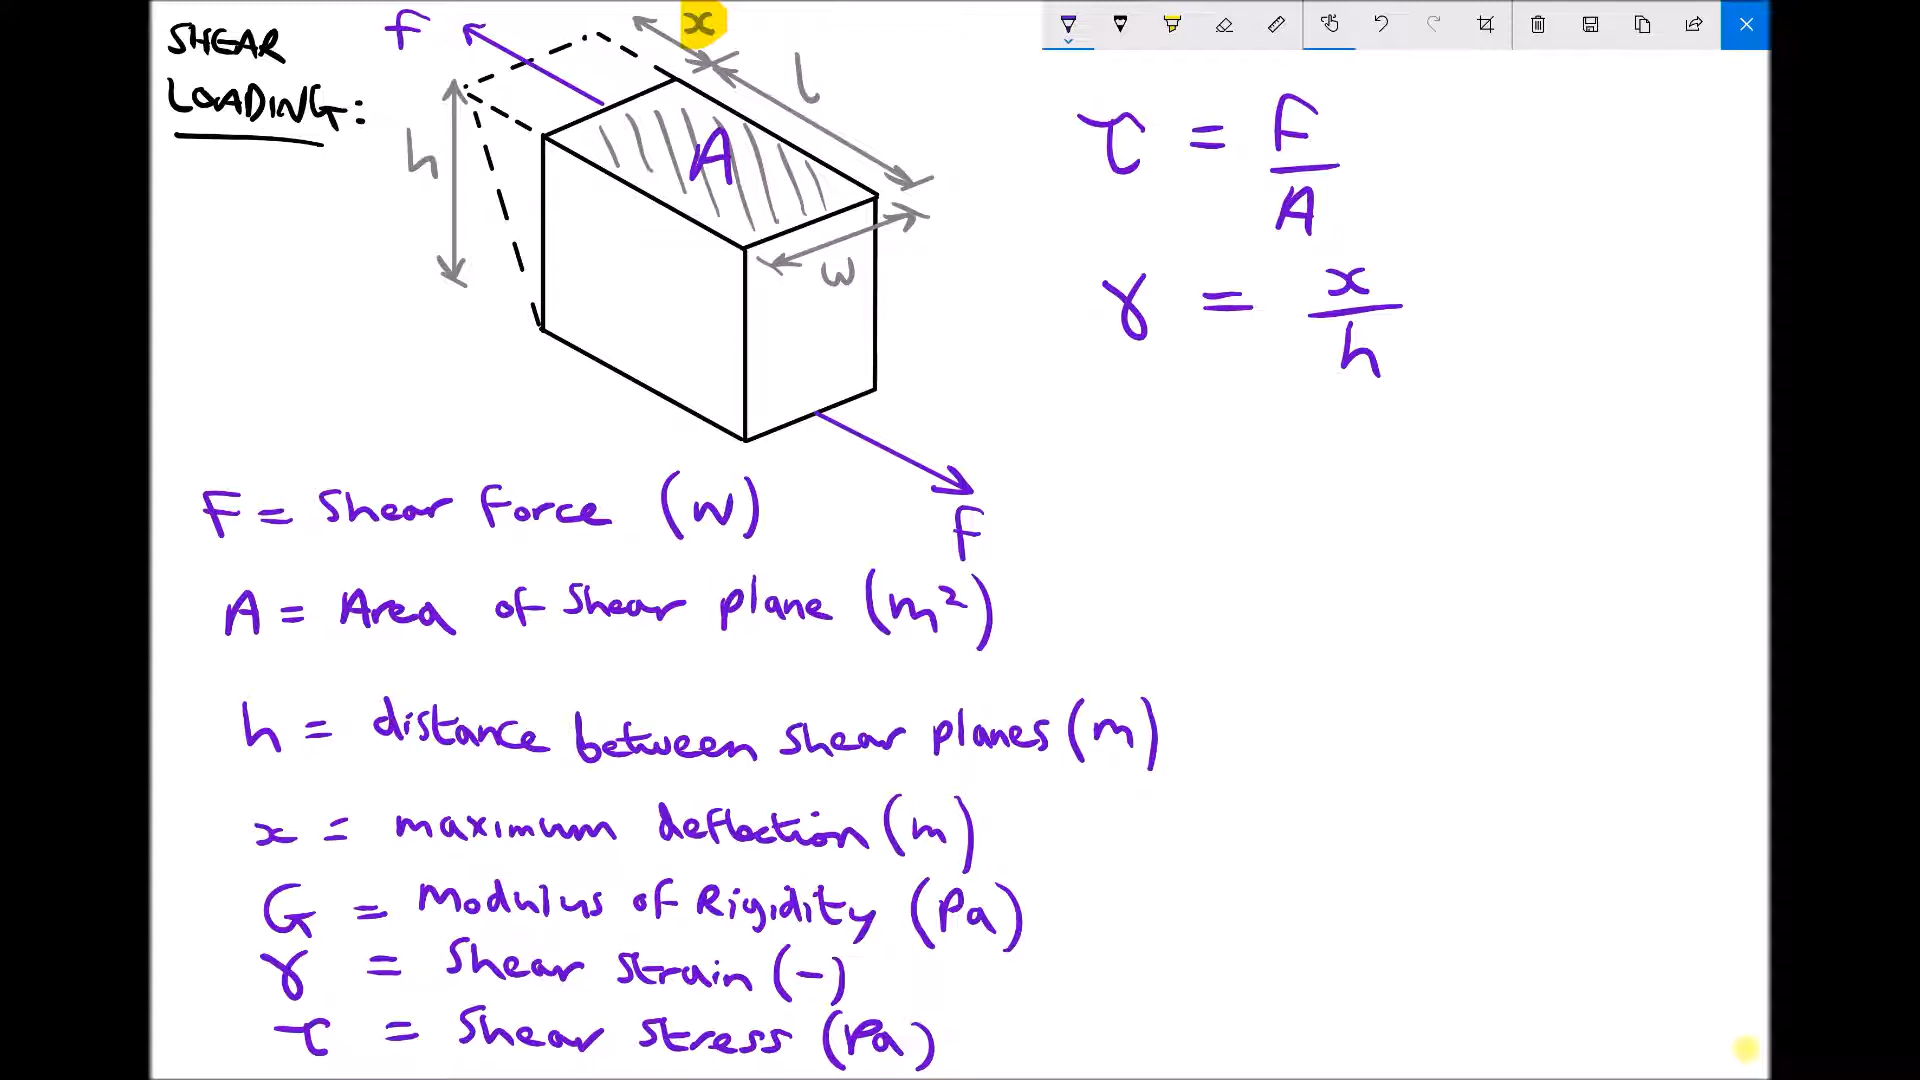 SHEAR
LOADING:
F
x
l
h
A
w
F
τ = F/A
γ = x/h
F = Shear Force (N)
A = Area of Shear plane (m²)
h = distance between shear planes (m)
x = maximum deflection (m)
G = Modulus of Rigidity (Pa)
γ = Shear strain (-)
τ = Shear stress (Pa)